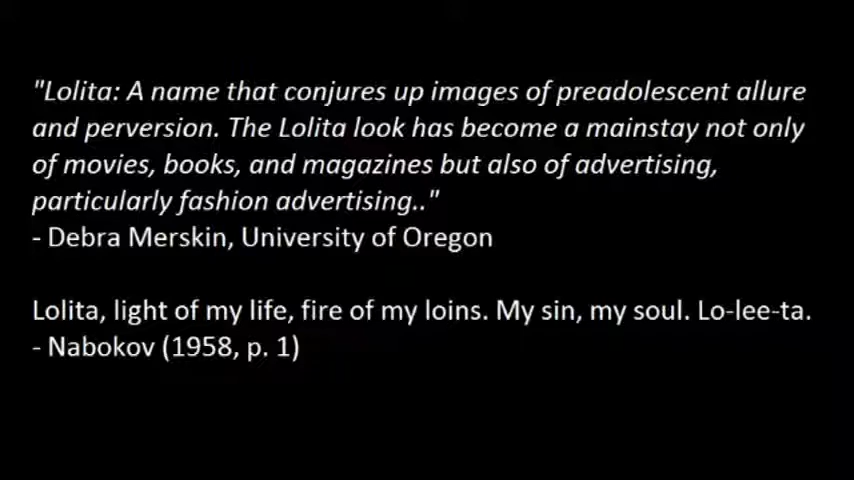 "Lolita: A name that conjures up images of preadolescent allure
and perversion. The Lolita look has become a mainstay not only
of movies, books, and magazines but also of advertising,
particularly fashion advertising.."
- Debra Merskin, University of Oregon
Lolita, light of my life, fire of my loins. My sin, my soul. Lo-lee-ta.
- Nabokov (1958, p. 1)